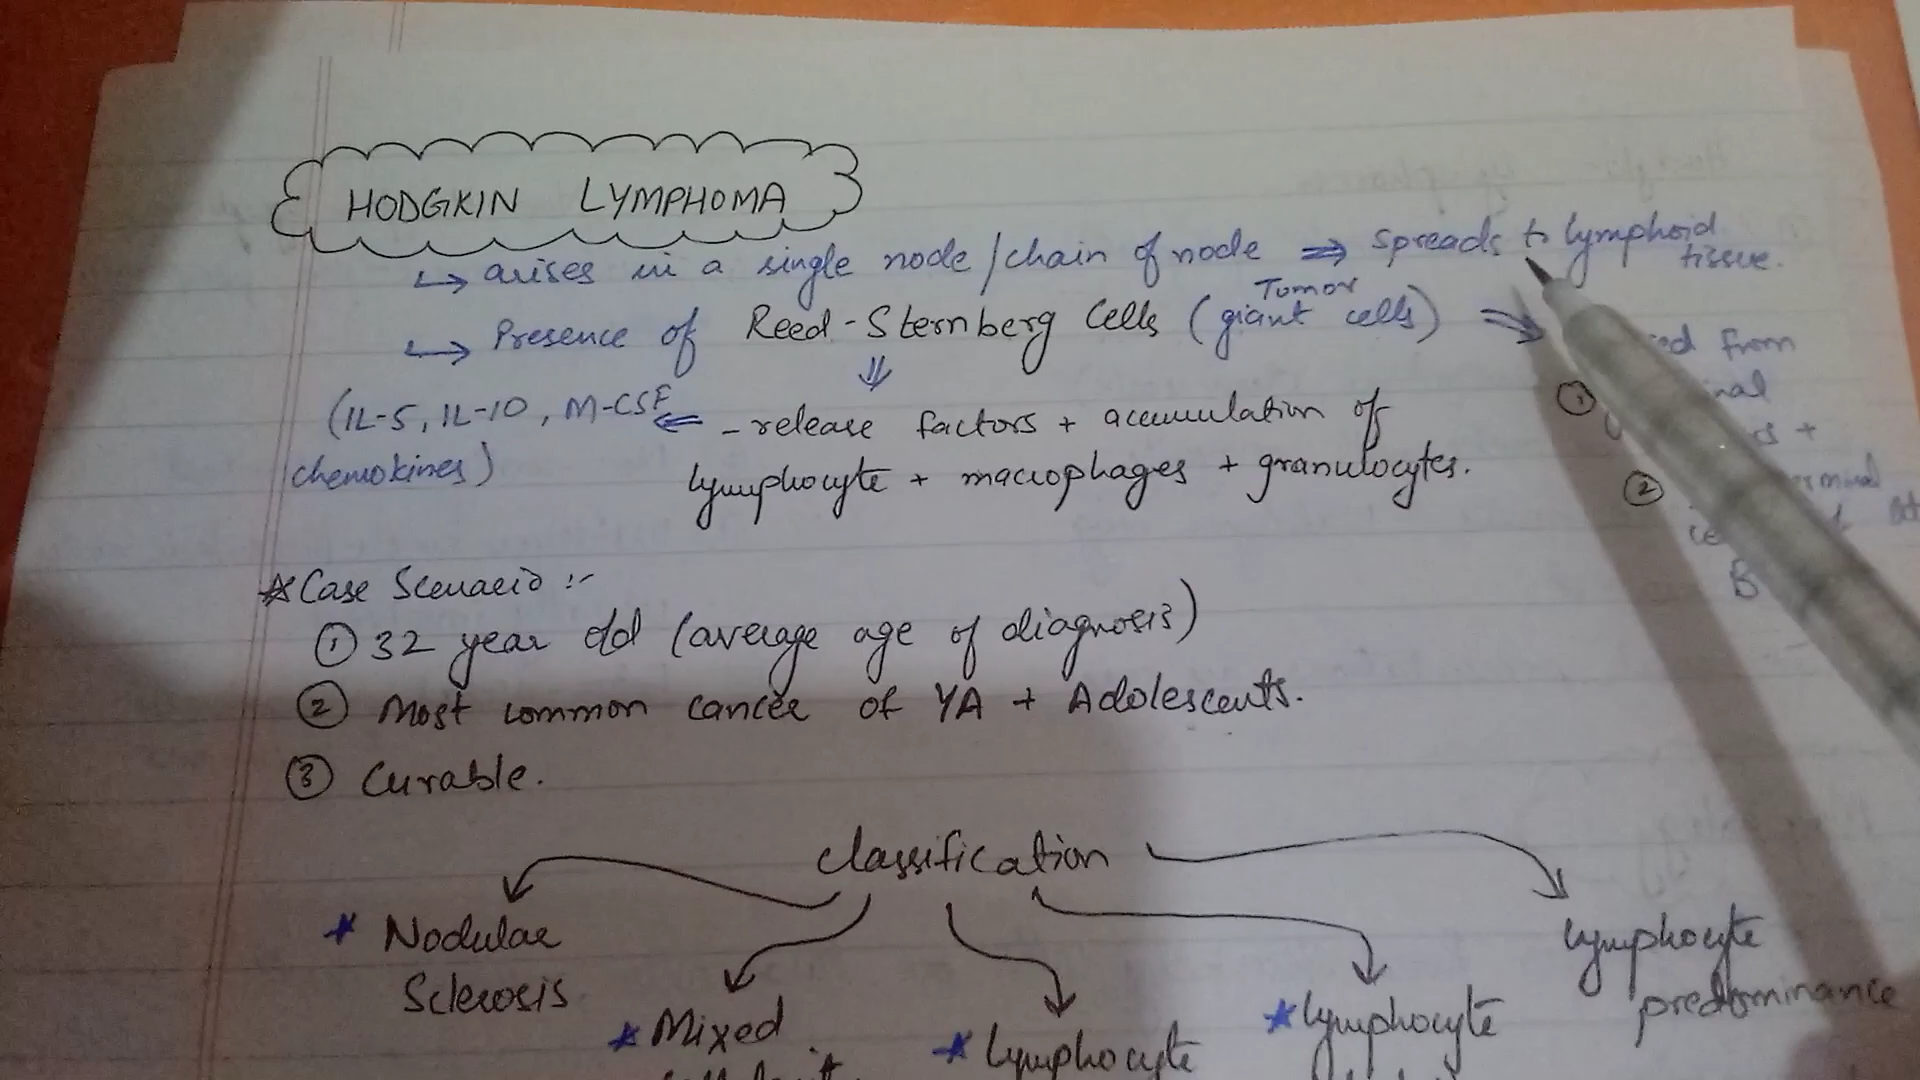 HODGKIN LYMPHOMA
↳ arises in a single node/chain of node ⇒ spreads to lymphoid tissue.
↳ Presence of Reed-Sternberg Cells (Tumor giant cells) ⇒
from
⇓
(IL-5, IL-10, M-CSF ⇐ - release factors + accumulation of
chemokines)
lymphocyte + macrophages + granulocytes.
①
②
B
☆ Case Scenario :-
① 32 year old (average age of diagnosis)
② Most common cancer of YA + Adolescents.
③ Curable.
classification
★ Nodular
Sclerosis
★ Mixed
★ Lymphocyte
★ Lymphocyte
Lymphocyte
predominance